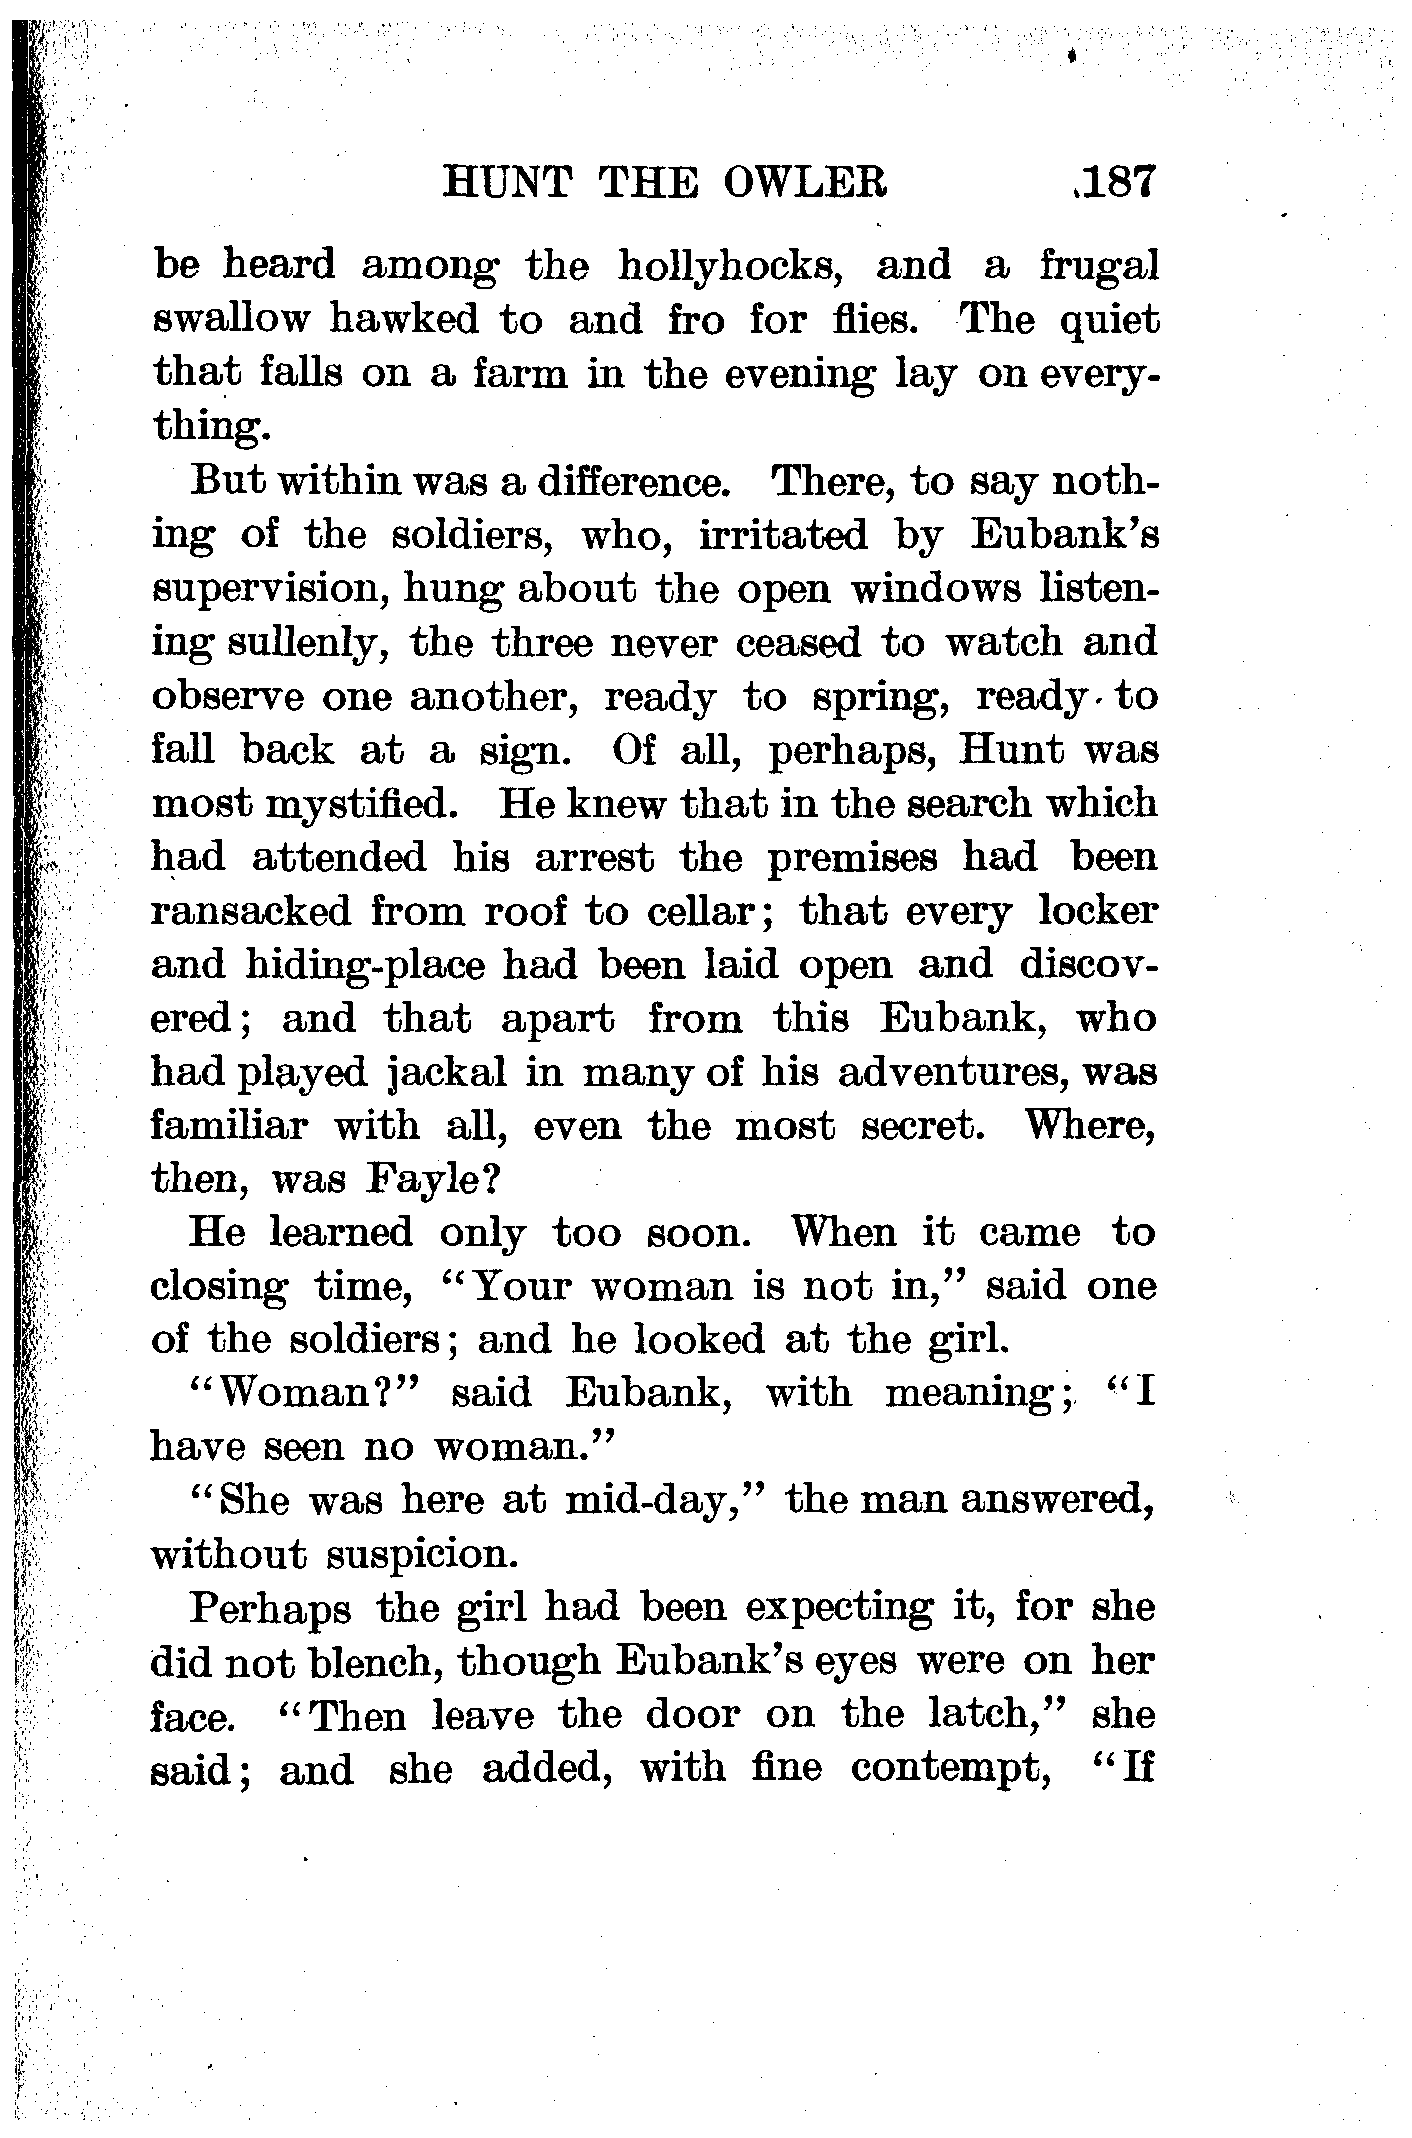 HUNT THE OWLER 187
be heard among the hollyhocks, and a frugal
swallow hawked to and fro for flies. The quiet
that falls on a farm in the evening lay on every-
thing.
But within was a difference. There, to say noth-
ing of the soldiers, who, irritated by Eubank's
supervision, hung about the open windows listen-
ing sullenly, the three never ceased to watch and
observe one another, ready to spring, ready to
fall back at a sign. Of all, perhaps, Hunt was
most mystified. He knew that in the search which
had attended his arrest the premises had been
ransacked from roof to cellar; that every locker
and hiding-place had been laid open and discov-
ered; and that apart from this Eubank, who
had played jackal in many of his adventures, was
familiar with all, even the most secret. Where,
then, was Fayle?
He learned only too soon. When it came to
closing time, "Your woman is not in," said one
of the soldiers; and he looked at the girl.
"Woman?" said Eubank, with meaning; "I
have seen no woman."
"She was here at mid-day," the man answered,
without suspicion.
Perhaps the girl had been expecting it, for she
did not blench, though Eubank's eyes were on her
face. "Then leave the door on the latch," she
said; and she added, with fine contempt, "If